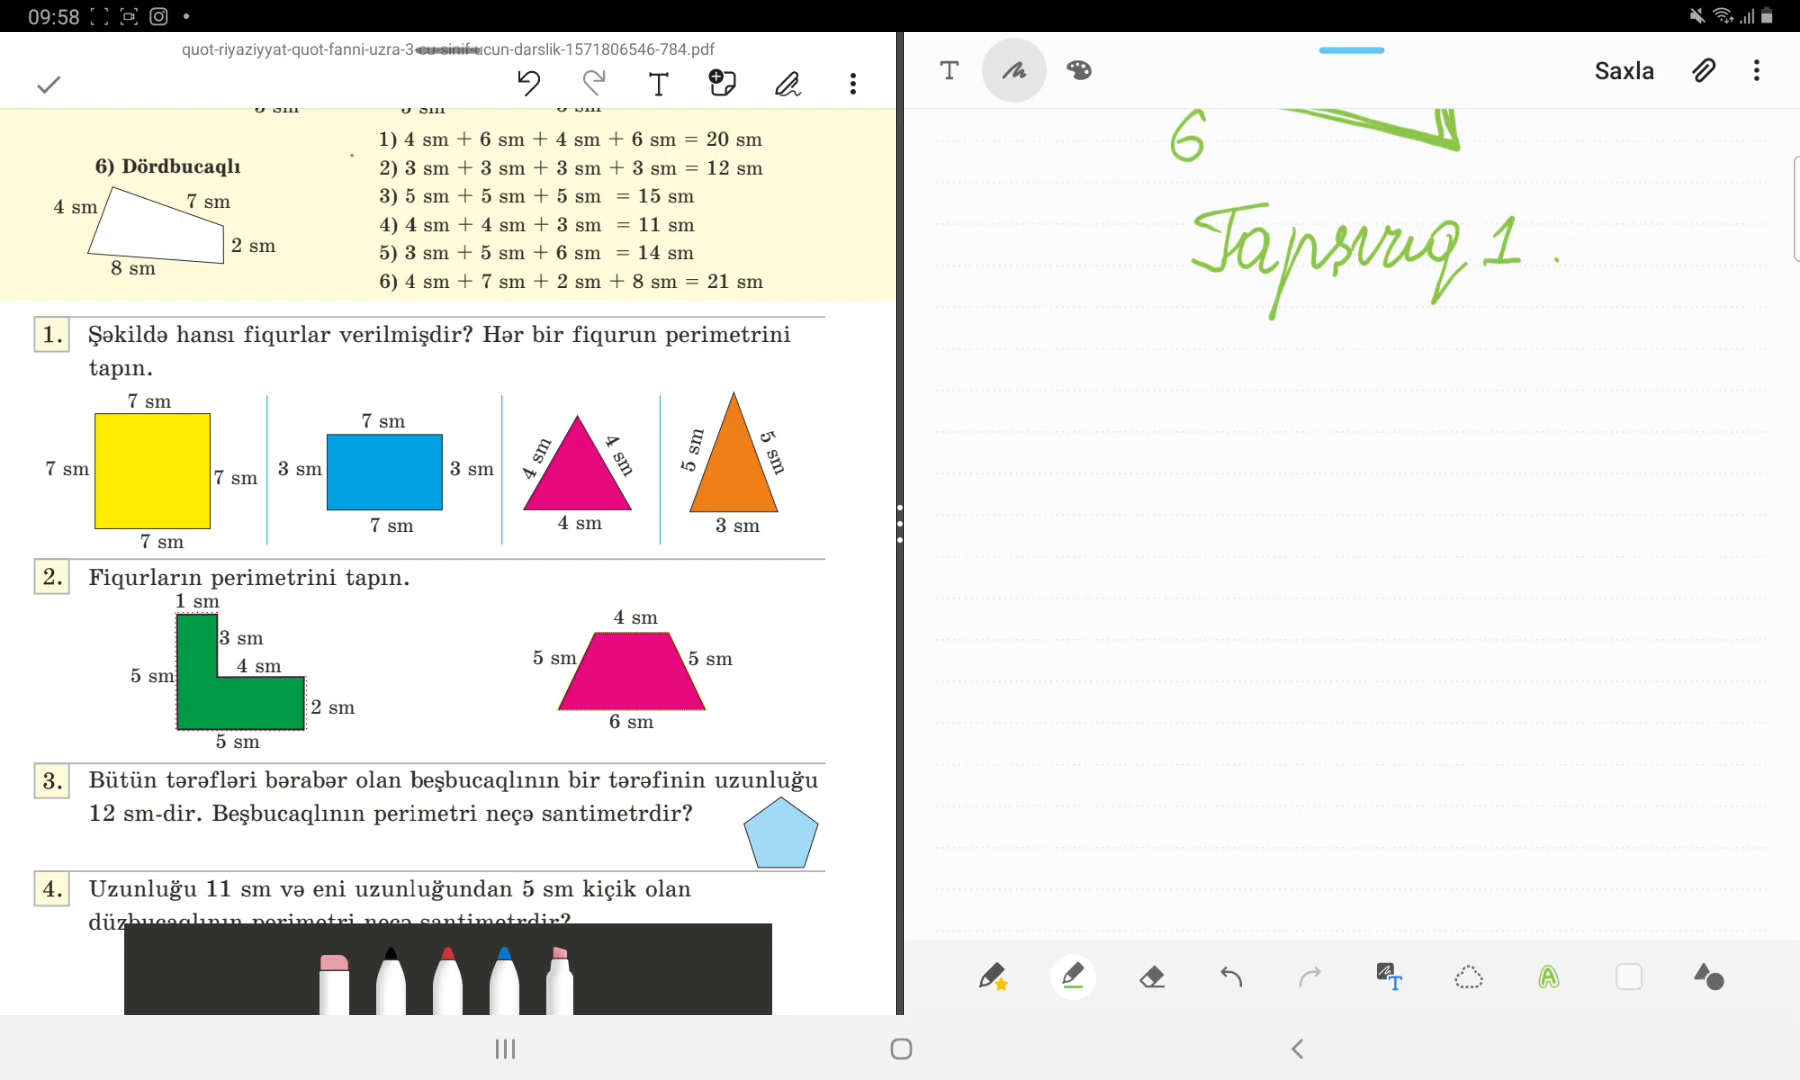 09:58
quot-riyaziyyat-quot-fanni-uzra-3-cu-sinif-ucun-darslik-1571806546-784.pdf
T
6) Dördbucaqlı
4 sm
7 sm
2 sm
8 sm
1) 4 sm + 6 sm + 4 sm + 6 sm = 20 sm
2) 3 sm + 3 sm + 3 sm + 3 sm = 12 sm
3) 5 sm + 5 sm + 5 sm = 15 sm
4) 4 sm + 4 sm + 3 sm = 11 sm
5) 3 sm + 5 sm + 6 sm = 14 sm
6) 4 sm + 7 sm + 2 sm + 8 sm = 21 sm
1. Şəkildə hansı fiqurlar verilmişdir? Hər bir fiqurun perimetrini
tapın.
7 sm
7 sm
7 sm
7 sm
7 sm
3 sm
3 sm
7 sm
4 sm
4 sm
4 sm
5 sm
5 sm
3 sm
2. Fiqurların perimetrini tapın.
1 sm
3 sm
4 sm
5 sm
2 sm
5 sm
4 sm
5 sm
5 sm
6 sm
3. Bütün tərəfləri bərabər olan beşbucaqlının bir tərəfinin uzunluğu
12 sm-dir. Beşbucaqlının perimetri neçə santimetrdir?
4. Uzunluğu 11 sm və eni uzunluğundan 5 sm kiçik olan
düzbucaqlının perimetri neçə santimetrdir?
T
Saxla
6
Tapşırıq 1.
T
A